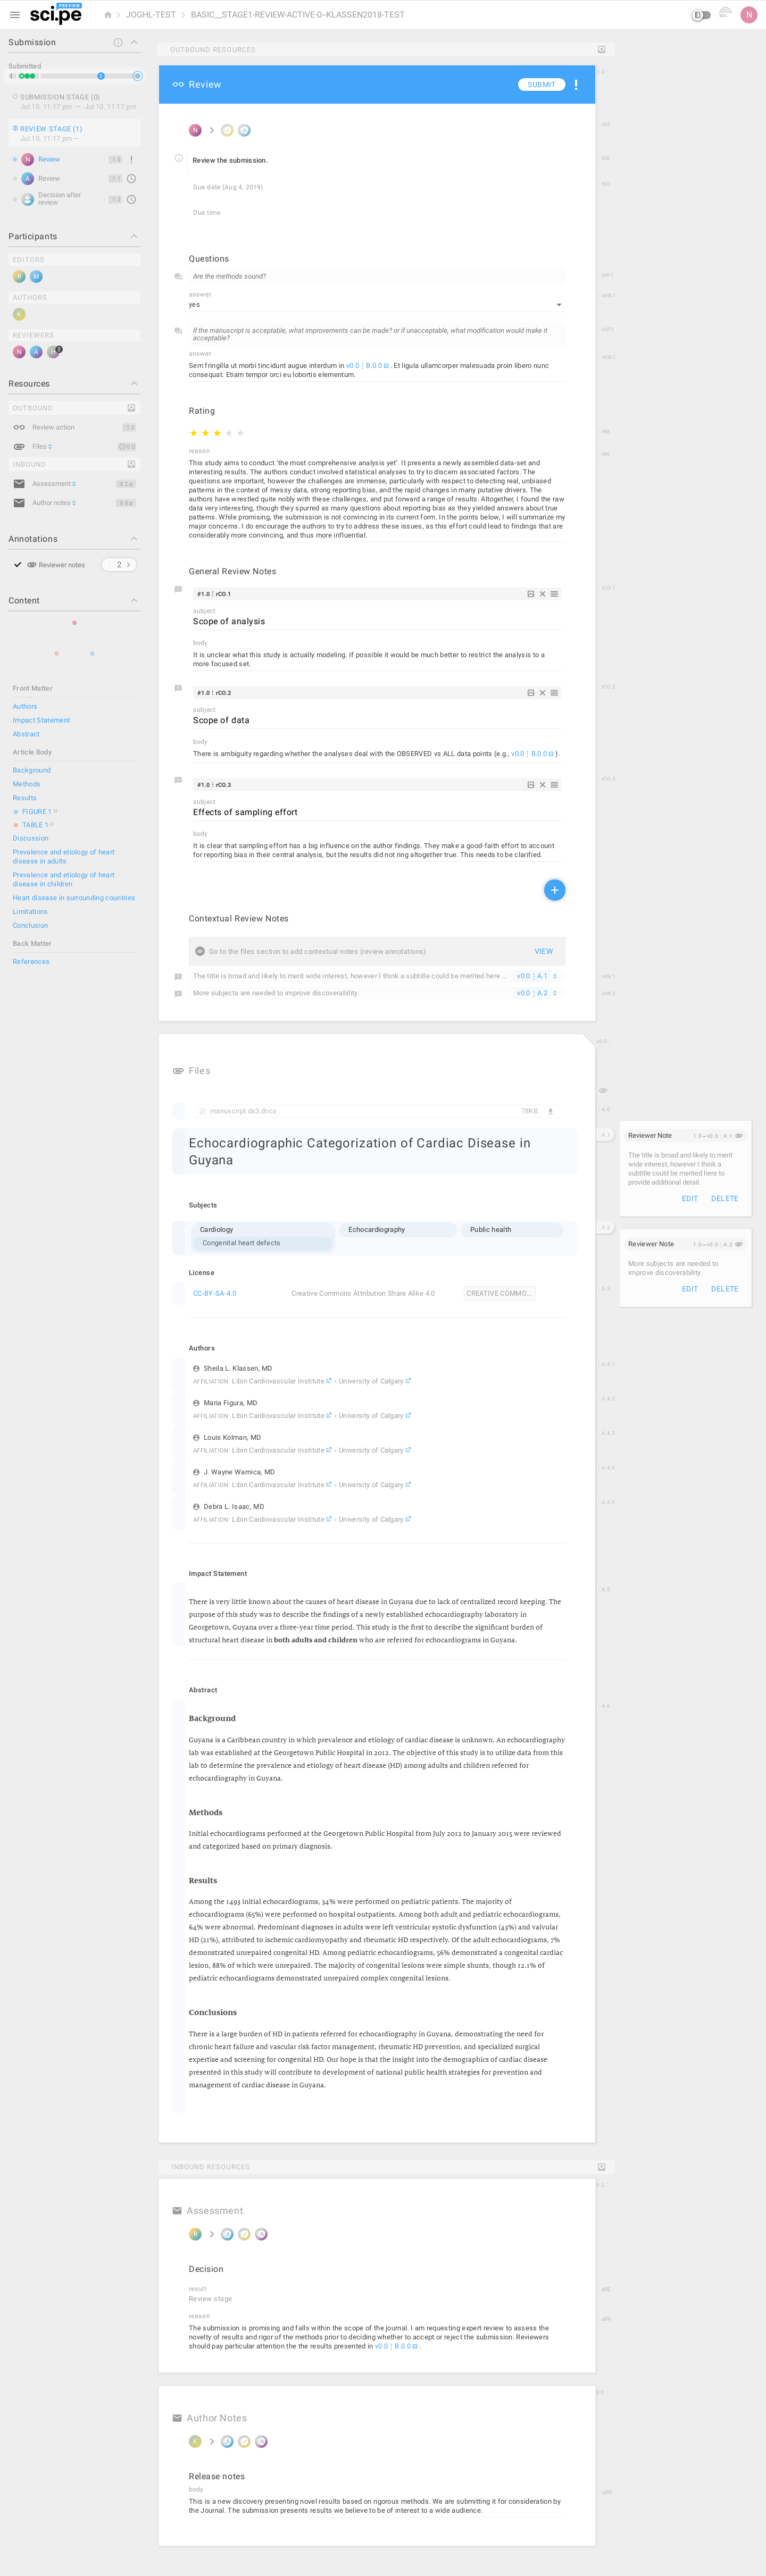 sci.pe PREVIEW
JOGHL-TEST
BASIC__STAGE1-REVIEW-ACTIVE-0--KLASSEN2018-TEST
N
Submission
Submitted
SUBMISSION STAGE (0)
Jul 10, 11:17 pm — Jul 10, 11:17 pm
REVIEW STAGE (1)
Jul 10, 11:17 pm —
N Review 1.0
A Review 1.1
Decision after
review 1.2
Participants
EDITORS
R M
AUTHORS
K
REVIEWERS
N A H
Resources
OUTBOUND
Review action 1.0
Files 0.0
INBOUND
Assessment 0.2
Author notes 0.0
Annotations
Reviewer notes 2
Content
Front Matter
Authors
Impact Statement
Abstract
Article Body
Background
Methods
Results
FIGURE 1
TABLE 1
Discussion
Prevalence and etiology of heart
disease in adults
Prevalence and etiology of heart
disease in children
Heart disease in surrounding countries
Limitations
Conclusion
Back Matter
References
OUTBOUND RESOURCES
Review
SUBMIT
N
Review the submission.
Due date (Aug 4, 2019)
Due time
Questions
Are the methods sound?
answer
yes
If the manuscript is acceptable, what improvements can be made? or if unacceptable, what modification would make it
acceptable?
answer
Sem fringilla ut morbi tincidunt augue interdum in v0.0 ⋮ B.0.0 . Et ligula ullamcorper malesuada proin libero nunc
consequat. Etiam tempor orci eu lobortis elementum.
Rating
reason
This study aims to conduct 'the most comprehensive analysis yet'. It presents a newly assembled data-set and
interesting results. The authors conduct involved statistical analyses to try to discern associated factors. The
questions are important, however the challenges are immense, particularly with respect to detecting real, unbiased
patterns in the context of messy data, strong reporting bias, and the rapid changes in many putative drivers. The
authors have wrestled quite nobly with these challenges, and put forward a range of results. Altogether, I found the raw
data very interesting, though they spurred as many questions about reporting bias as they yielded answers about true
patterns. While promising, the submission is not convincing in its current form. In the points below, I will summarize my
major concerns. I do encourage the authors to try to address these issues, as this effort could lead to findings that are
considerably more convincing, and thus more influential.
General Review Notes
#1.0 ⋮ rCO.1
subject
Scope of analysis
body
It is unclear what this study is actually modeling. If possible it would be much better to restrict the analysis to a
more focused set.
#1.0 ⋮ rCO.2
subject
Scope of data
body
There is ambiguity regarding whether the analyses deal with the OBSERVED vs ALL data points (e.g., v0.0 ⋮ B.0.0 ).
#1.0 ⋮ rCO.3
subject
Effects of sampling effort
body
It is clear that sampling effort has a big influence on the author findings. They make a good-faith effort to account
for reporting bias in their central analysis, but the results did not ring altogether true. This needs to be clarified.
Contextual Review Notes
Go to the files section to add contextual notes (review annotations) VIEW
The title is broad and likely to merit wide interest, however I think a subtitle could be merited here ... v0.0 ⋮ A.1
More subjects are needed to improve discoverability. v0.0 ⋮ A.2
Files
manuscript.ds3.docx 78KB
Echocardiographic Categorization of Cardiac Disease in
Guyana
Subjects
Cardiology Echocardiography Public health
Congenital heart defects
License
CC-BY-SA-4.0 Creative Commons Attribution Share Alike 4.0 CREATIVE COMMO...
Authors
Sheila L. Klassen, MD
AFFILIATION: Libin Cardiovascular Institute › University of Calgary
Maria Figura, MD
AFFILIATION: Libin Cardiovascular Institute › University of Calgary
Louis Kolman, MD
AFFILIATION: Libin Cardiovascular Institute › University of Calgary
J. Wayne Warnica, MD
AFFILIATION: Libin Cardiovascular Institute › University of Calgary
Debra L. Isaac, MD
AFFILIATION: Libin Cardiovascular Institute › University of Calgary
Impact Statement
There is very little known about the causes of heart disease in Guyana due to lack of centralized record keeping. The
purpose of this study was to describe the findings of a newly established echocardiography laboratory in
Georgetown, Guyana over a three-year time period. This study is the first to describe the significant burden of
structural heart disease in both adults and children who are referred for echocardiograms in Guyana.
Abstract
Background
Guyana is a Caribbean country in which prevalence and etiology of cardiac disease is unknown. An echocardiography
lab was established at the Georgetown Public Hospital in 2012. The objective of this study is to utilize data from this
lab to determine the prevalence and etiology of heart disease (HD) among adults and children referred for
echocardiography in Guyana.
Methods
Initial echocardiograms performed at the Georgetown Public Hospital from July 2012 to January 2015 were reviewed
and categorized based on primary diagnosis.
Results
Among the 1493 initial echocardiograms, 34% were performed on pediatric patients. The majority of
echocardiograms (65%) were performed on hospital outpatients. Among both adult and pediatric echocardiograms,
64% were abnormal. Predominant diagnoses in adults were left ventricular systolic dysfunction (43%) and valvular
HD (21%), attributed to ischemic cardiomyopathy and rheumatic HD respectively. Of the adult echocardiograms, 7%
demonstrated unrepaired congenital HD. Among pediatric echocardiograms, 56% demonstrated a congenital cardiac
lesion, 88% of which were unrepaired. The majority of congenital lesions were simple shunts, though 12.1% of
pediatric echocardiograms demonstrated unrepaired complex congenital lesions.
Conclusions
There is a large burden of HD in patients referred for echocardiography in Guyana, demonstrating the need for
chronic heart failure and vascular risk factor management, rheumatic HD prevention, and specialized surgical
expertise and screening for congenital HD. Our hope is that the insight into the demographics of cardiac disease
presented in this study will contribute to development of national public health strategies for prevention and
management of cardiac disease in Guyana.
Reviewer Note 1.0→v0.0 ⋮ A.1
The title is broad and likely to merit
wide interest, however I think a
subtitle could be merited here to
provide additional detail.
EDIT DELETE
Reviewer Note 1.0→v0.0 ⋮ A.2
More subjects are needed to
improve discoverability.
EDIT DELETE
INBOUND RESOURCES
Assessment
R
Decision
result
Review stage
reason
The submission is promising and falls within the scope of the journal. I am requesting expert review to assess the
novelty of results and rigor of the methods prior to deciding whether to accept or reject the submission. Reviewers
should pay particular attention the the results presented in v0.0 ⋮ B.0.0 .
Author Notes
K
Release notes
body
This is a new discovery presenting novel results based on rigorous methods. We are submitting it for consideration by
the Journal. The submission presents results we believe to be of interest to a wide audience.